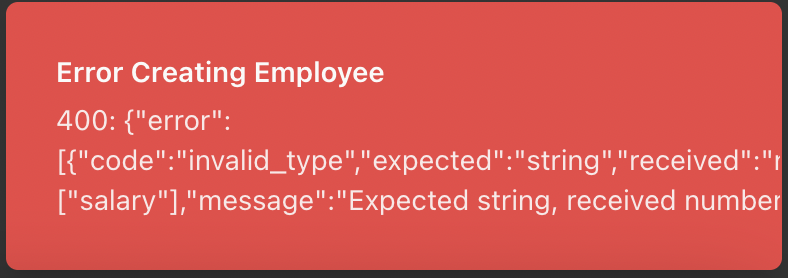 Error Creating Employee
400: {"error":
[{"code":"invalid_type","expected":"string","received":"
["salary"],"message":"Expected string, received number